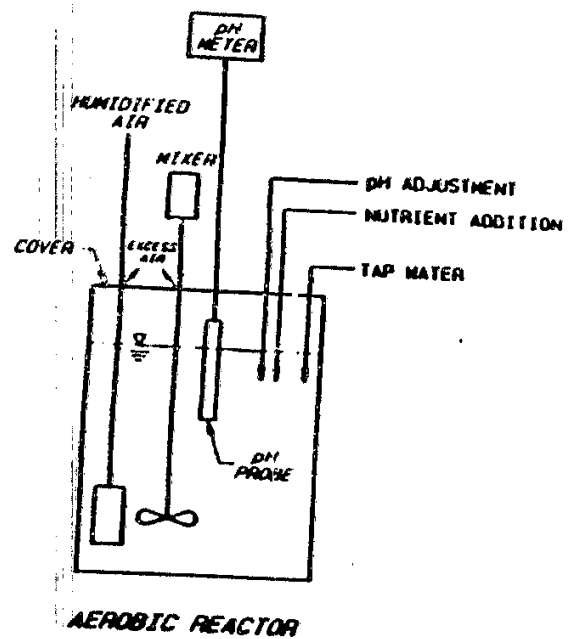 pH
METER
HUMIDIFIED
AIR
MIXER
pH ADJUSTMENT
NUTRIENT ADDITION
COVER
EXCESS
AIR
TAP WATER
pH
PROBE
AEROBIC REACTOR